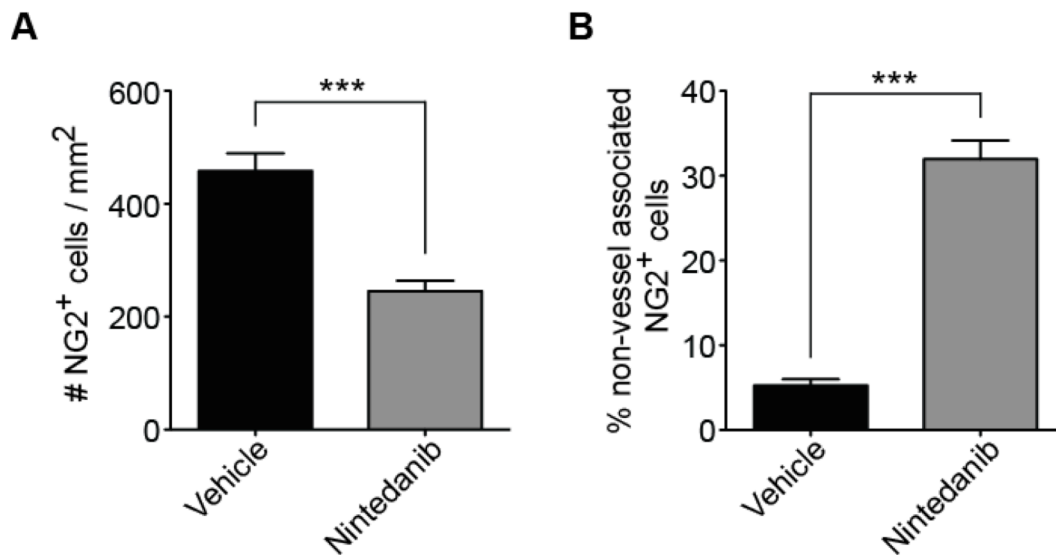 A
# NG2⁺ cells / mm²
600
400
200
0
***
Vehicle
Nintedanib
B
% non-vessel associated
NG2⁺ cells
40
30
20
10
0
***
Vehicle
Nintedanib